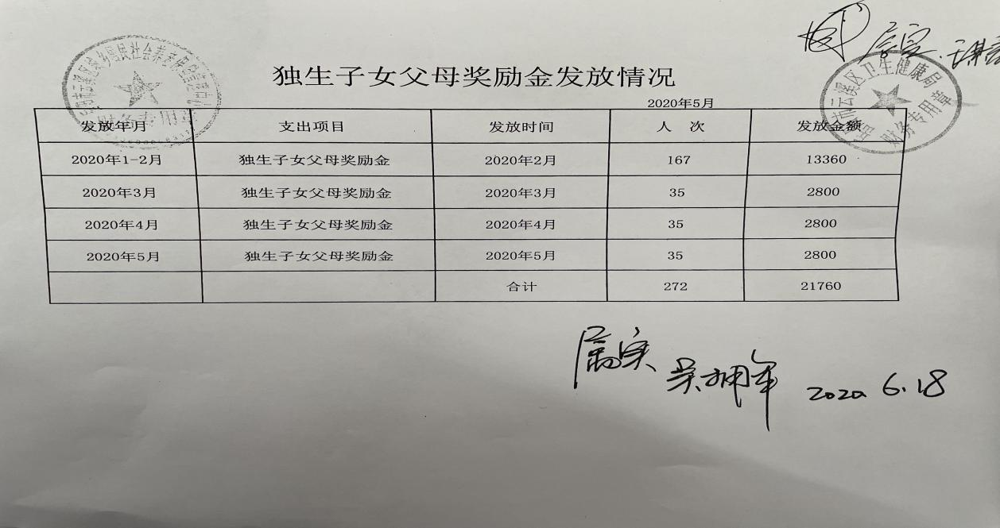 属实
独生子女父母奖励金发放情况
2020年5月
发放年月 支出项目 发放时间 人 次 发放金额
2020年1-2月 独生子女父母奖励金 2020年2月 167 13360
2020年3月 独生子女父母奖励金 2020年3月 35 2800
2020年4月 独生子女父母奖励金 2020年4月 35 2800
2020年5月 独生子女父母奖励金 2020年5月 35 2800
合计 272 21760
云溪区卫生健康局
财务专用章
财务专用章
属实
2020 6.18